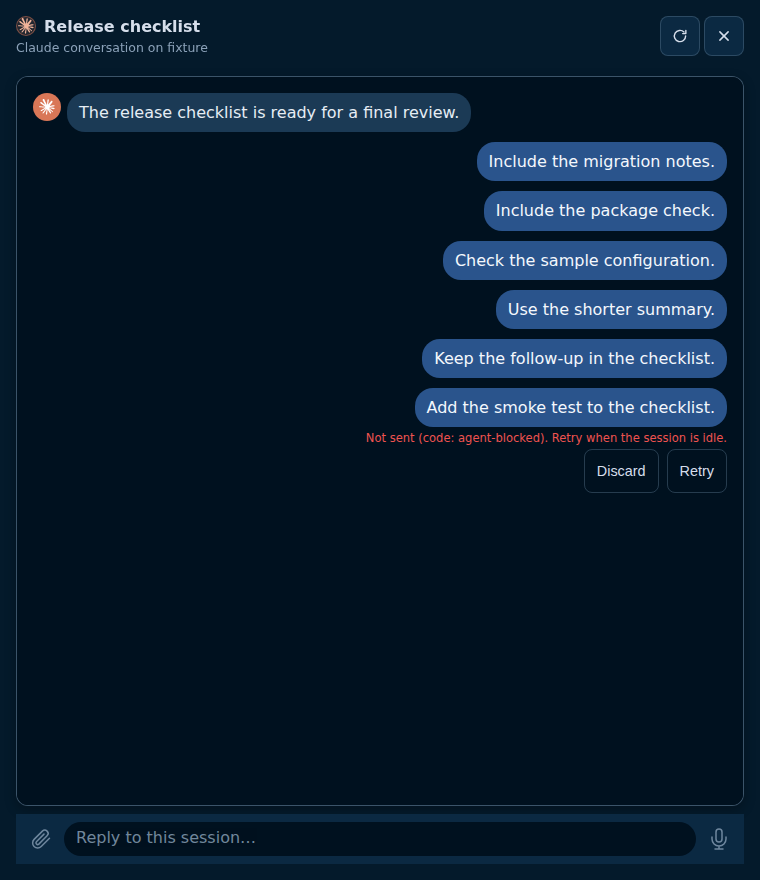 Release checklist
Claude conversation on fixture
The release checklist is ready for a final review.
Include the migration notes.
Include the package check.
Check the sample configuration.
Use the shorter summary.
Keep the follow-up in the checklist.
Add the smoke test to the checklist.
Not sent (code: agent-blocked). Retry when the session is idle.
Discard Retry
Reply to this session...